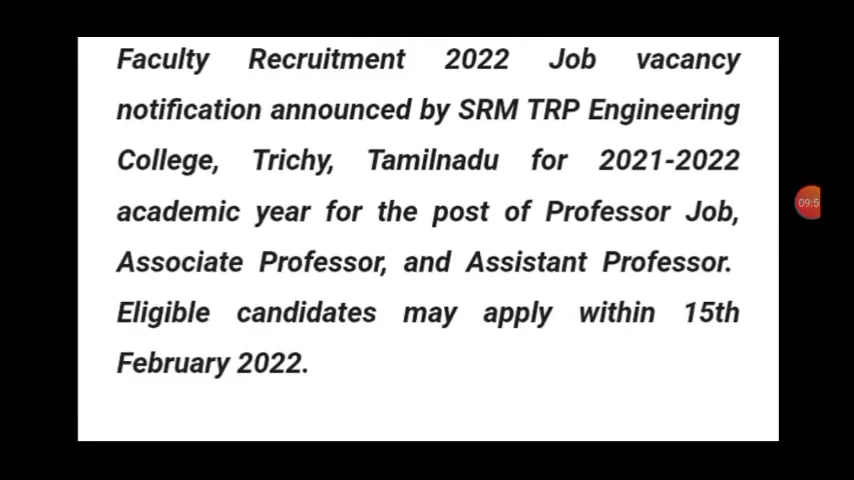 Faculty Recruitment 2022 Job vacancy
notification announced by SRM TRP Engineering
College, Trichy, Tamilnadu for 2021-2022
academic year for the post of Professor Job,
Associate Professor, and Assistant Professor.
Eligible candidates may apply within 15th
February 2022.
09:5